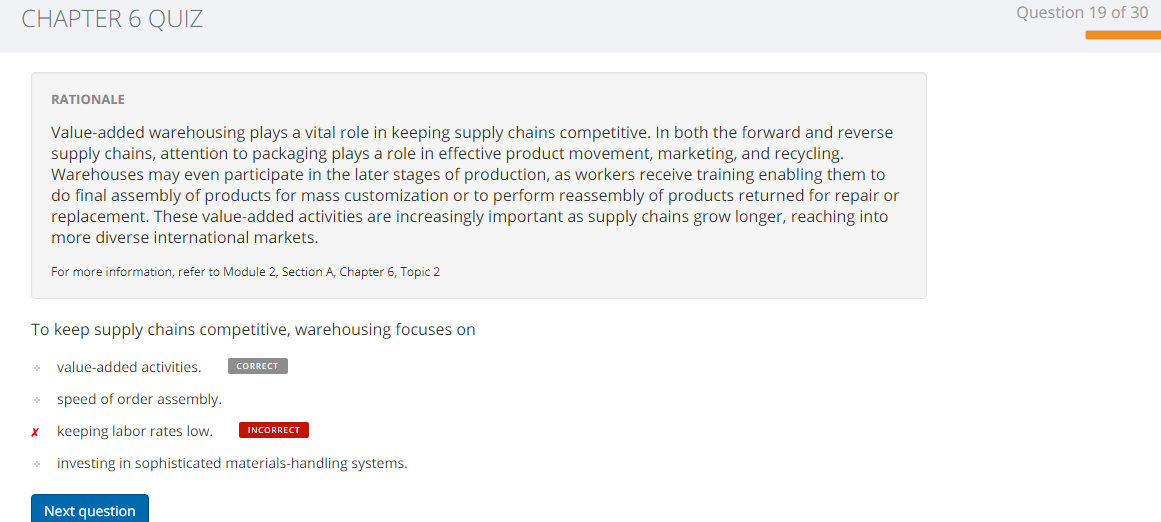 CHAPTER 6 QUIZ
Question 19 of 30
RATIONALE
Value-added warehousing plays a vital role in keeping supply chains competitive. In both the forward and reverse
supply chains, attention to packaging plays a role in effective product movement, marketing, and recycling.
Warehouses may even participate in the later stages of production, as workers receive training enabling them to
do final assembly of products for mass customization or to perform reassembly of products returned for repair or
replacement. These value-added activities are increasingly important as supply chains grow longer, reaching into
more diverse international markets.
For more information, refer to Module 2, Section A, Chapter 6, Topic 2
To keep supply chains competitive, warehousing focuses on
value-added activities. CORRECT
speed of order assembly.
✗ keeping labor rates low. INCORRECT
investing in sophisticated materials-handling systems.
Next question